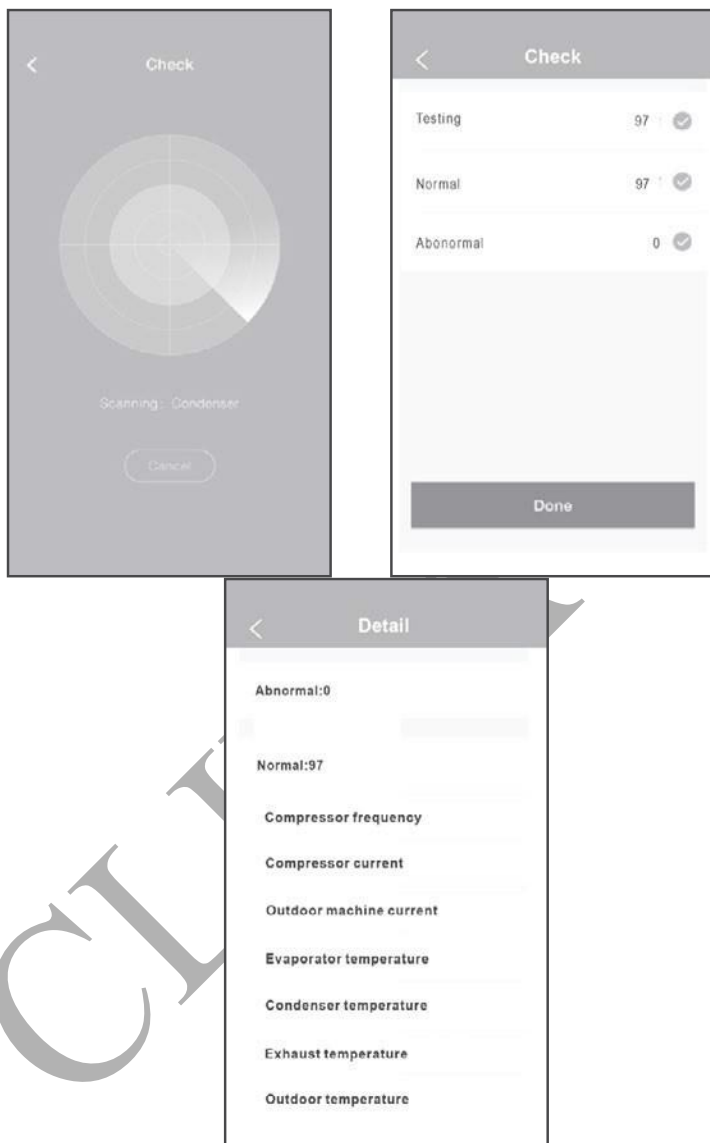 Check
Scanning: Condenser
Cancel
Check
Testing 97
Normal 97
Abonormal 0
Done
Detail
Abnormal:0
Normal:97
Compressor frequency
Compressor current
Outdoor machine current
Evaporator temperature
Condenser temperature
Exhaust temperature
Outdoor temperature